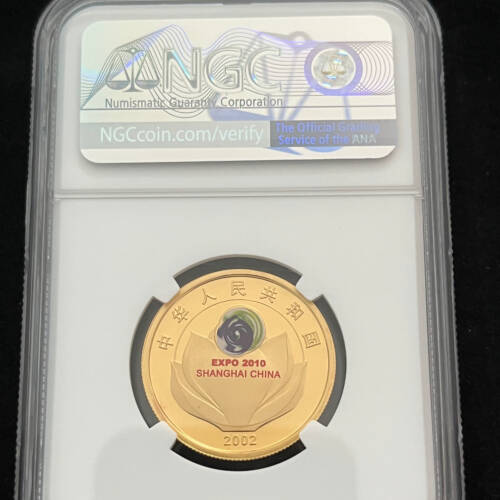 NGC
Numismatic Guaranty Corporation
NGCcoin.com/verify
The Official Grading
Service of the ANA
中华人民共和國
EXPO 2010
SHANGHAI CHINA
2002